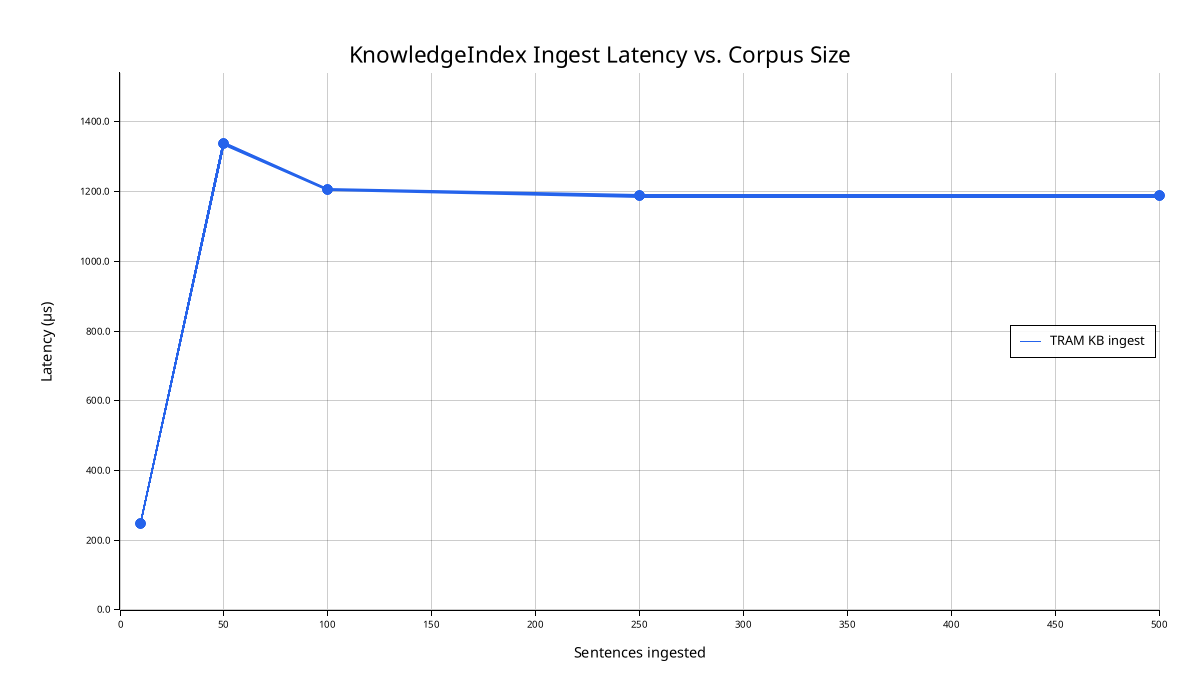 KnowledgeIndex Ingest Latency vs. Corpus Size
1400.0
1200.0
1000.0
800.0
600.0
400.0
200.0
0.0
Latency (µs)
TRAM KB ingest
0 50 100 150 200 250 300 350 400 450 500
Sentences ingested